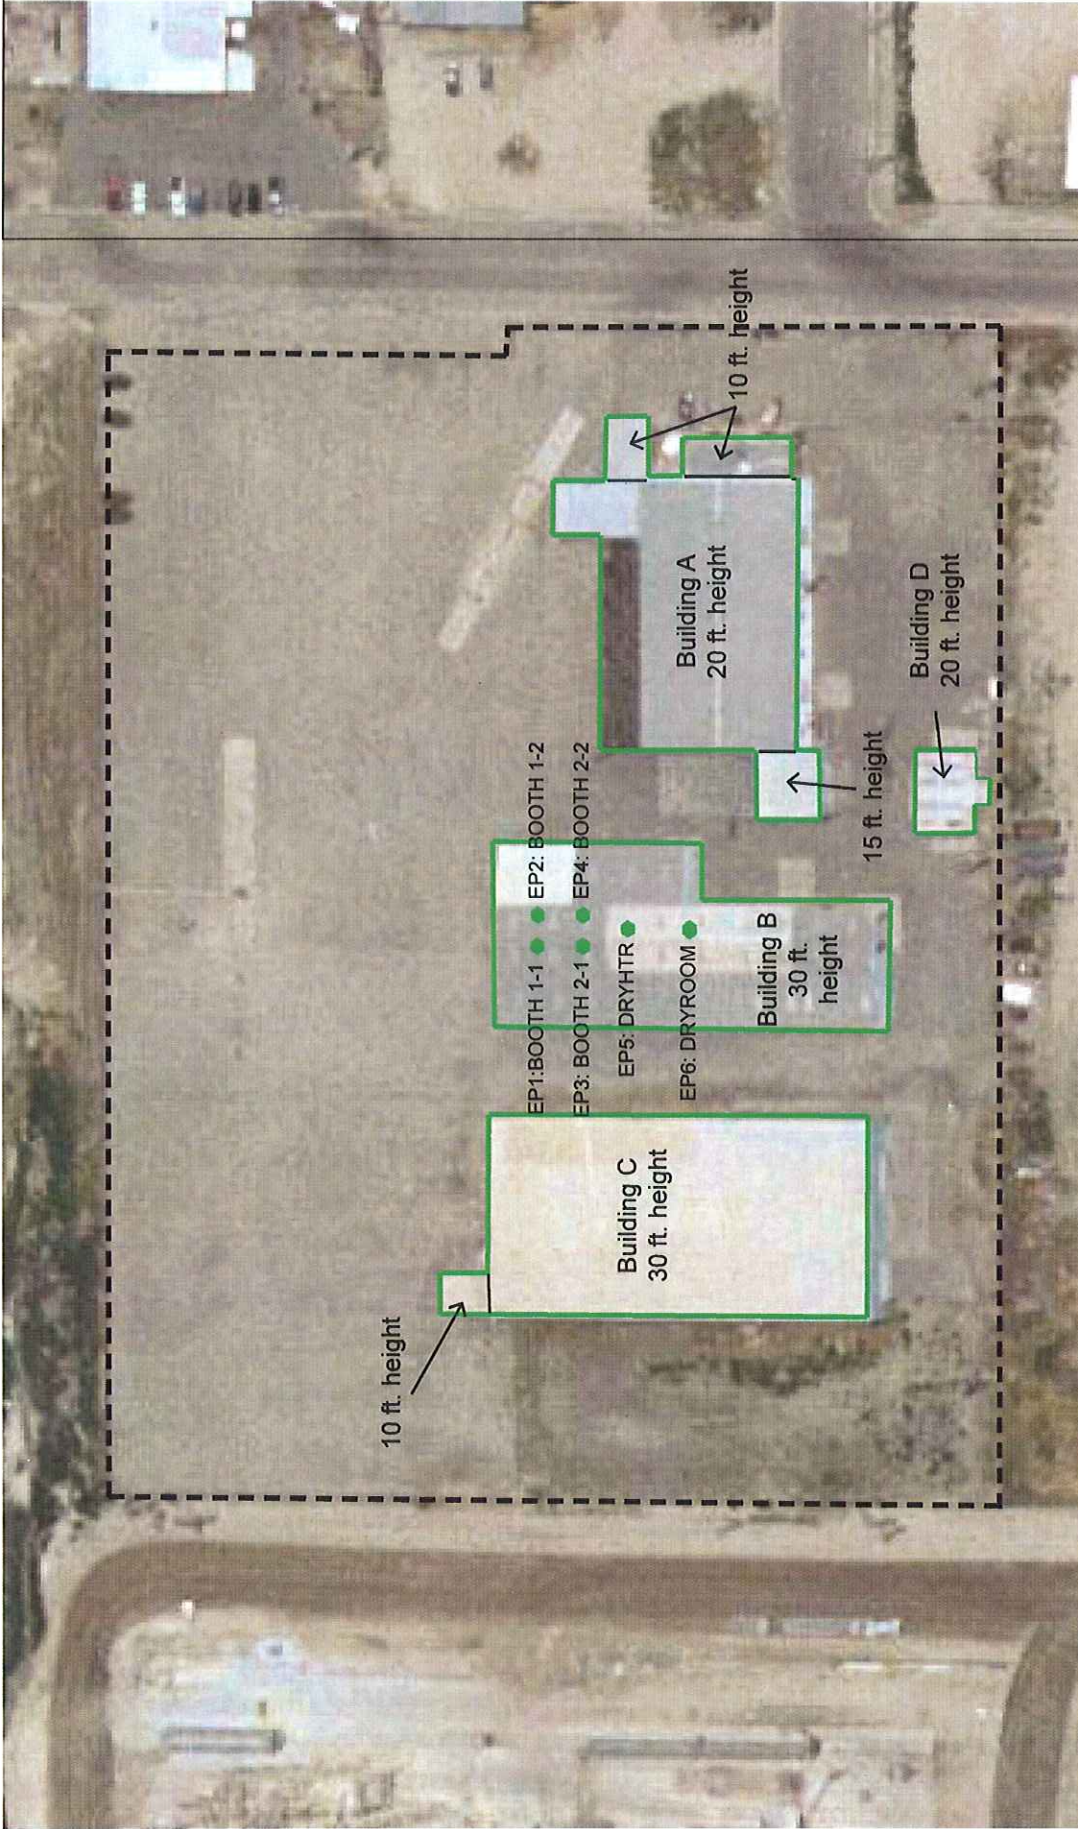 10 ft. height
Building C
30 ft. height
EP1:BOOTH 1-1
EP2: BOOTH 1-2
EP3: BOOTH 2-1
EP4: BOOTH 2-2
EP5: DRYHTR
EP6: DRYROOM
Building B
30 ft.
height
Building A
20 ft. height
10 ft. height
15 ft. height
Building D
20 ft. height